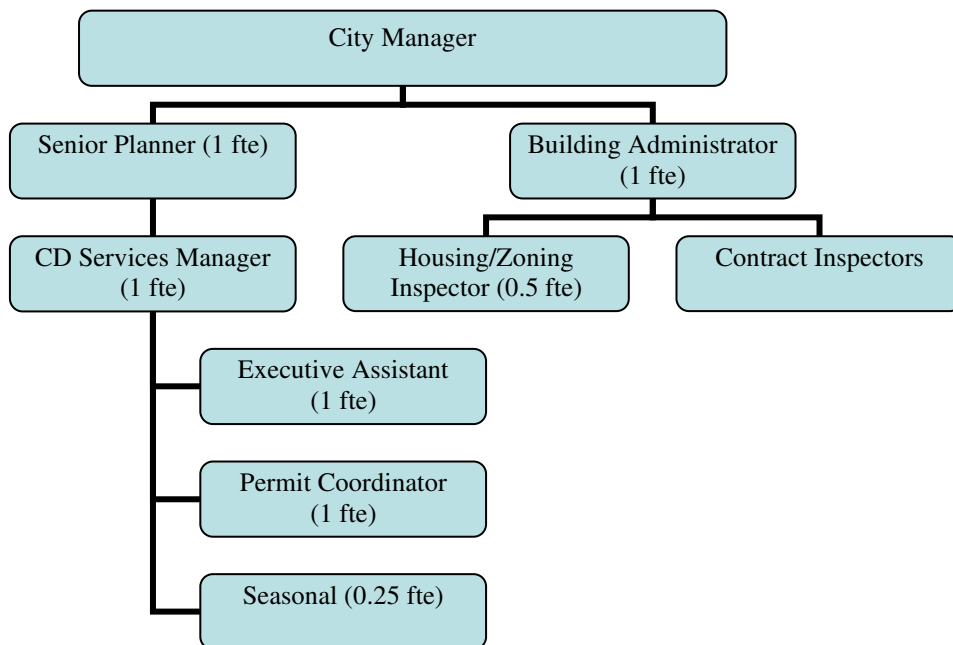 City Manager
Senior Planner (1 fte)
Building Administrator
(1 fte)
CD Services Manager
(1 fte)
Housing/Zoning
Inspector (0.5 fte)
Contract Inspectors
Executive Assistant
(1 fte)
Permit Coordinator
(1 fte)
Seasonal (0.25 fte)